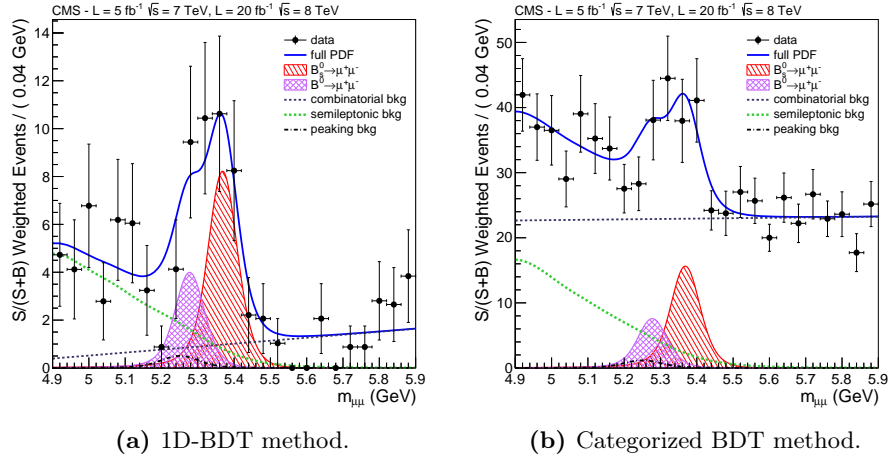 CMS - L = 5 fb⁻¹ √s = 7 TeV, L = 20 fb⁻¹ √s = 8 TeV
S/(S+B) Weighted Events / ( 0.04 GeV)
14
12
10
8
6
4
2
0
data
full PDF
B⁰ₛ→μ⁺μ⁻
B⁰→μ⁺μ⁻
combinatorial bkg
semileptonic bkg
peaking bkg
4.9 5 5.1 5.2 5.3 5.4 5.5 5.6 5.7 5.8 5.9
m_μμ (GeV)
(a) 1D-BDT method.
CMS - L = 5 fb⁻¹ √s = 7 TeV, L = 20 fb⁻¹ √s = 8 TeV
S/(S+B) Weighted Events / ( 0.04 GeV)
50
40
30
20
10
0
data
full PDF
B⁰ₛ→μ⁺μ⁻
B⁰→μ⁺μ⁻
combinatorial bkg
semileptonic bkg
peaking bkg
4.9 5 5.1 5.2 5.3 5.4 5.5 5.6 5.7 5.8 5.9
m_μμ (GeV)
(b) Categorized BDT method.